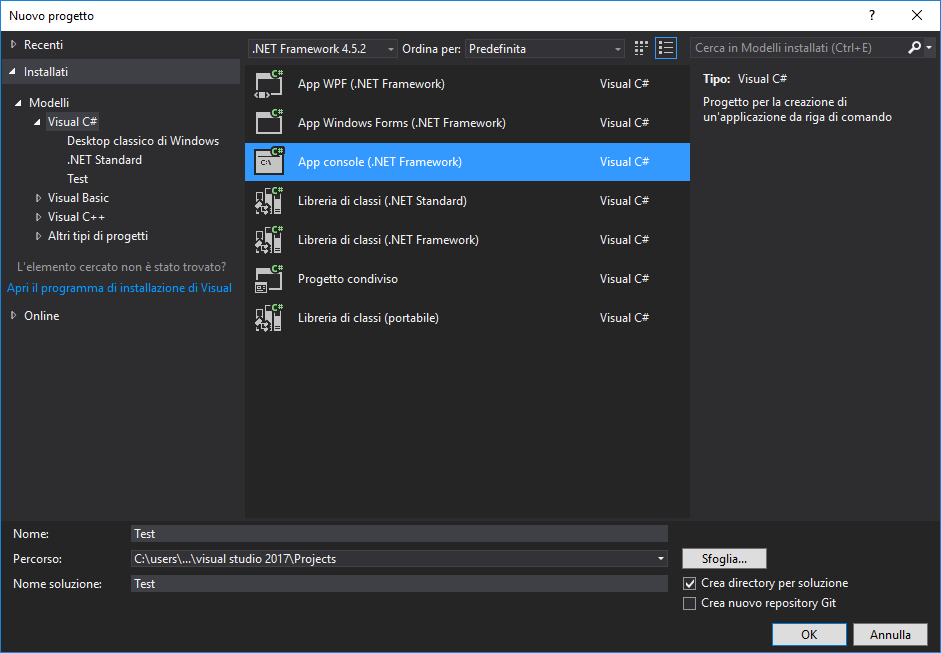 Nuovo progetto
?
Recenti
.NET Framework 4.5.2
Ordina per:
Predefinita
Cerca in Modelli installati (Ctrl+E)
Installati
Modelli
Visual C#
Desktop classico di Windows
.NET Standard
Test
Visual Basic
Visual C++
Altri tipi di progetti
L'elemento cercato non è stato trovato?
Apri il programma di installazione di Visual
Online
C# App WPF (.NET Framework) Visual C#
C# App Windows Forms (.NET Framework) Visual C#
C# C:\ App console (.NET Framework) Visual C#
C# Libreria di classi (.NET Standard) Visual C#
C# Libreria di classi (.NET Framework) Visual C#
C# Progetto condiviso Visual C#
C# Libreria di classi (portabile) Visual C#
Tipo: Visual C#
Progetto per la creazione di
un'applicazione da riga di comando
Nome: Test
Percorso: C:\users\...\visual studio 2017\Projects Sfoglia...
Nome soluzione: Test
Crea directory per soluzione
Crea nuovo repository Git
OK Annulla